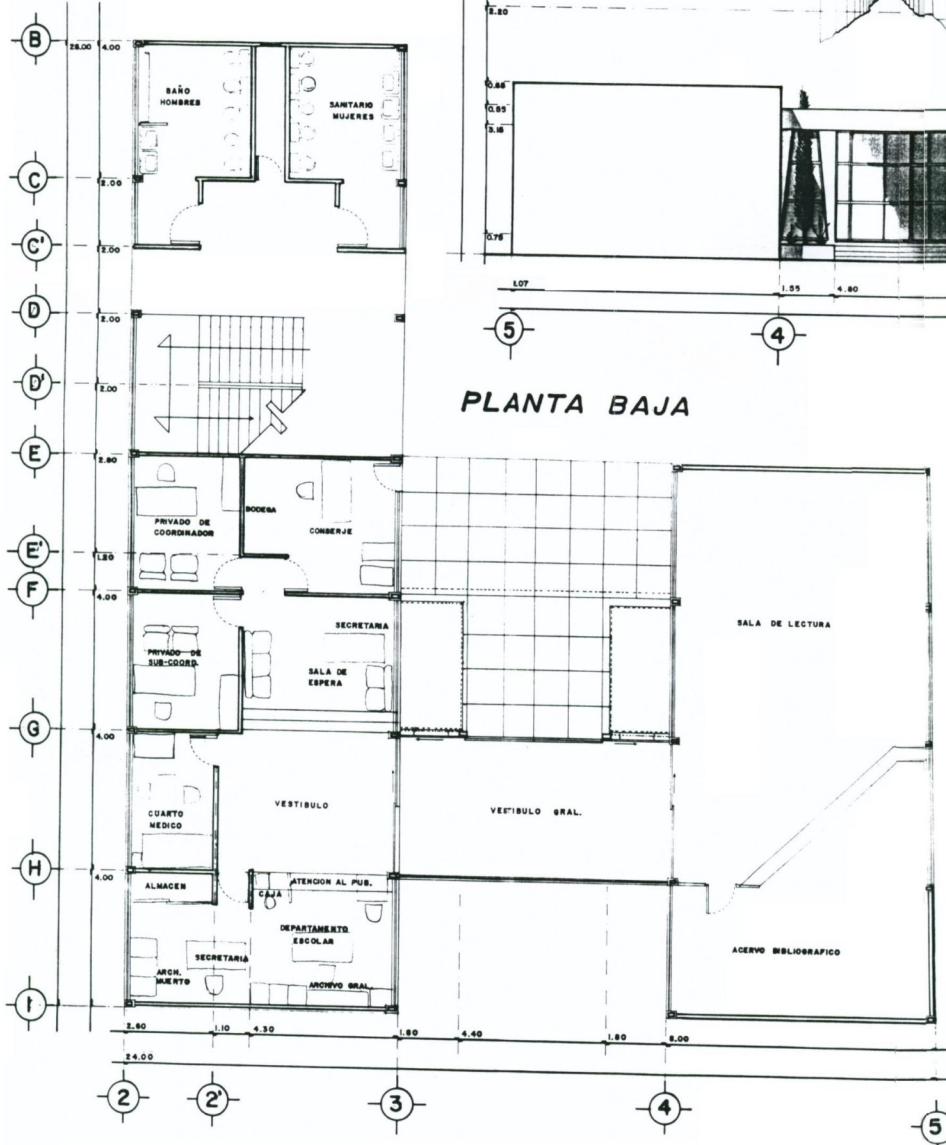 B
28.00
4.00
BAÑO
HOMBRES
SANITARIO
MUJERES
C
2.00
C'
2.00
D
2.00
D'
2.00
E
2.80
E'
1.20
F
4.00
G
4.00
H
4.00
I
PRIVADO DE
COORDINADOR
BODEGA
CONSERJE
PRIVADO DE
SUB-COORD.
SECRETARIA
SALA DE
ESPERA
CUARTO
MEDICO
VESTIBULO
ALMACEN
CAJA
ATENCION AL PUB.
DEPARTAMENTO
ESCOLAR
SECRETARIA
ARCH.
MUERTO
ARCHIVO GRAL.
VESTIBULO GRAL.
SALA DE LECTURA
ACERVO BIBLIOGRAFICO
2.60
1.10
4.30
1.80
4.40
1.80
8.00
24.00
2
2'
3
4
5
PLANTA BAJA
2.20
0.55
3.15
0.75
1.07
1.55
4.80
5
4